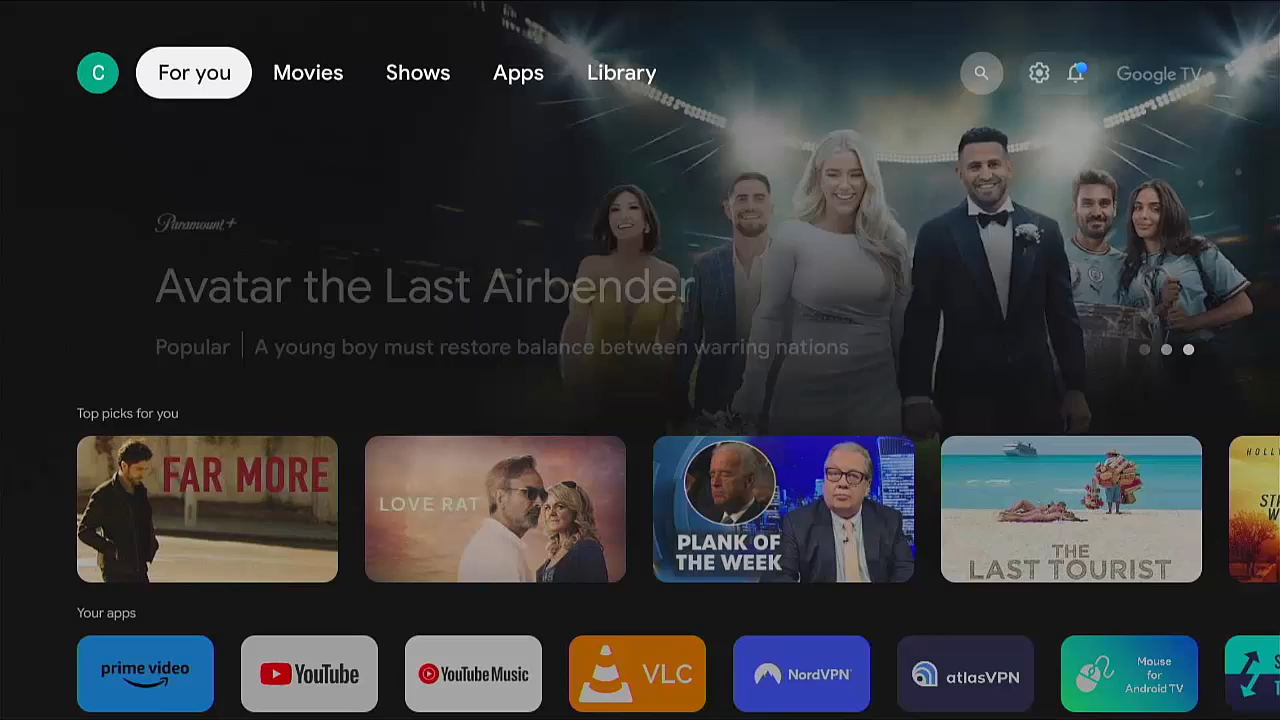 C For you Movies Shows Apps Library Google TV
Paramount+
Avatar the Last Airbender
Popular | A young boy must restore balance between warring nations
Top picks for you
FAR MORE
LOVE RAT
PLANK OF
THE WEEK
THE
LAST TOURIST
Your apps
prime video
YouTube
YouTube Music
VLC
NordVPN
atlasVPN
Mouse
for
Android TV